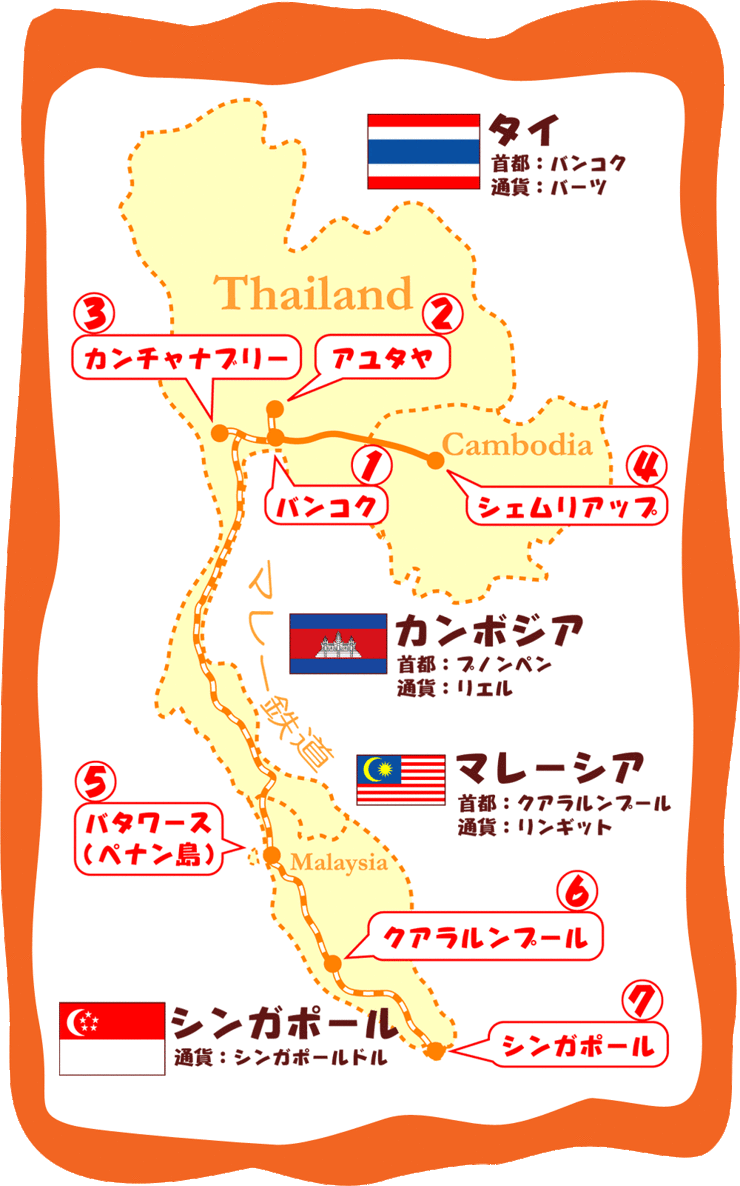 タイ
首都：バンコク
通貨：バーツ
Thailand
③
カンチャナブリー
②
アユタヤ
Cambodia
①
バンコク
④
シェムリアップ
マレー鉄道
カンボジア
首都：プノンペン
通貨：リエル
マレーシア
首都：クアラルンプール
通貨：リンギット
⑤
バタワース
(ペナン島)
Malaysia
⑥
クアラルンプール
⑦
シンガポール
シンガポール
通貨：シンガポールドル